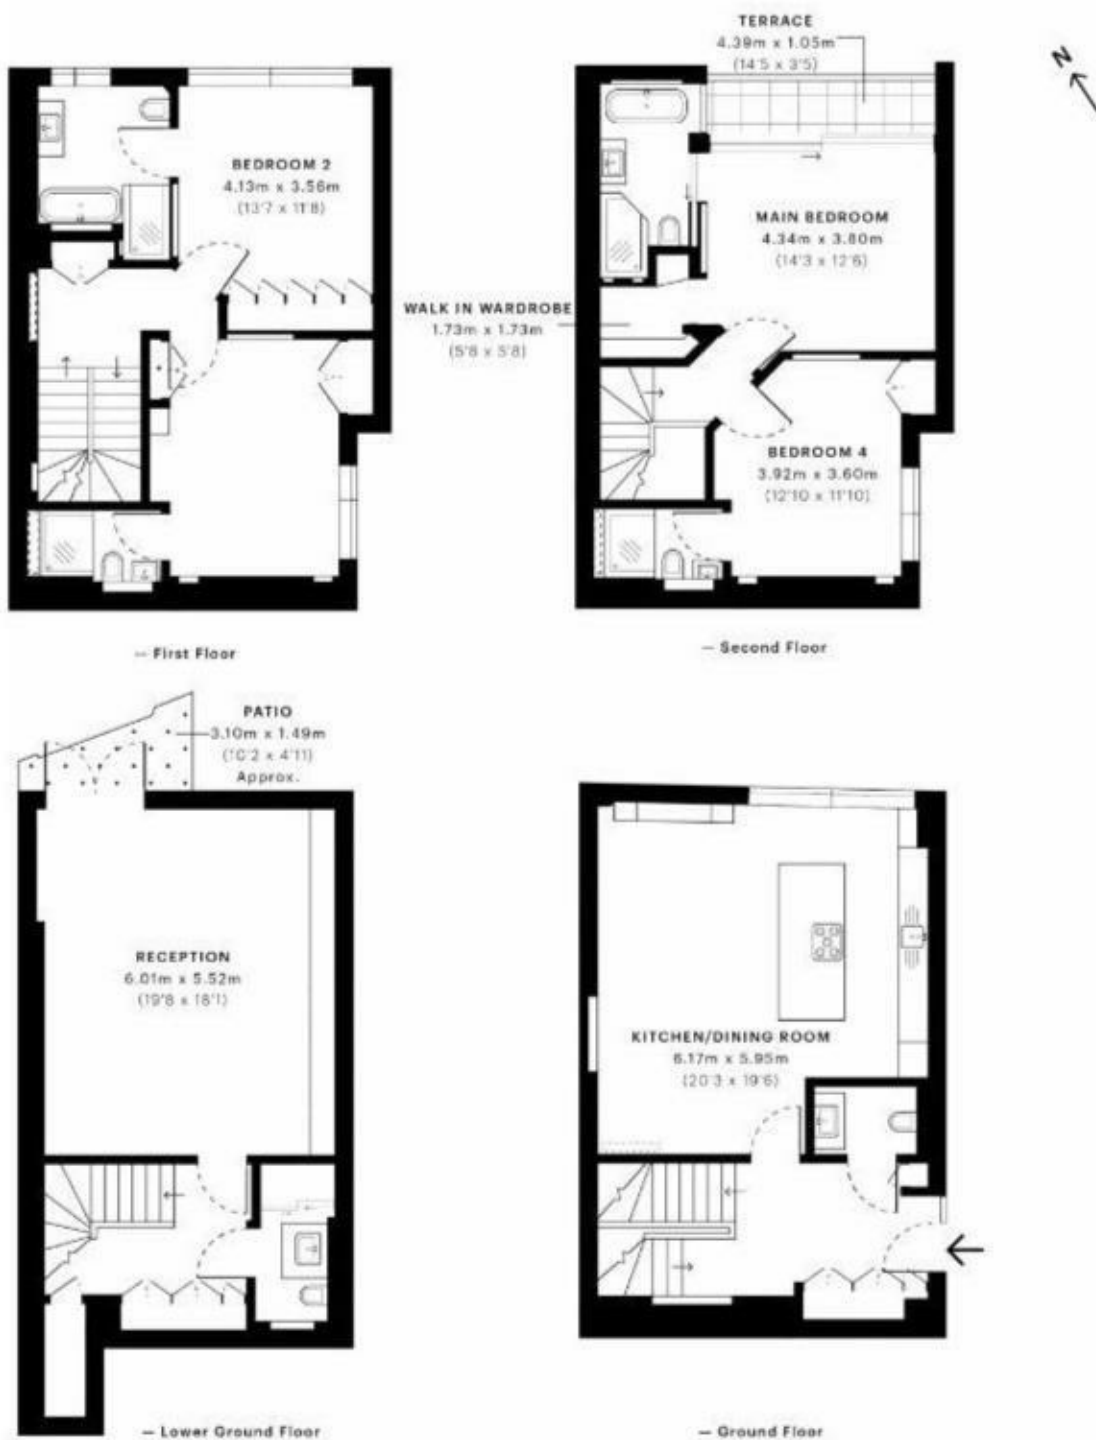 TERRACE
4.39m x 1.05m
(14'5 x 3'5)
N
BEDROOM 2
4.13m x 3.56m
(13'7 x 11'8)
MAIN BEDROOM
4.34m x 3.80m
(14'3 x 12'6)
WALK IN WARDROBE
1.73m x 1.73m
(5'8 x 5'8)
BEDROOM 4
3.92m x 3.60m
(12'10 x 11'10)
— First Floor
— Second Floor
PATIO
3.10m x 1.49m
(10'2 x 4'11)
Approx.
RECEPTION
6.01m x 5.52m
(19'8 x 18'1)
KITCHEN/DINING ROOM
6.17m x 5.95m
(20'3 x 19'6)
— Lower Ground Floor
— Ground Floor